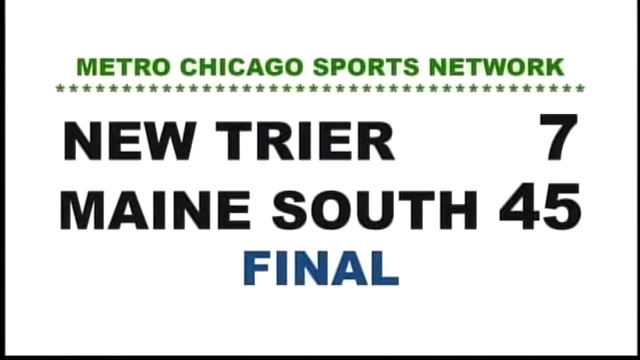 METRO CHICAGO SPORTS NETWORK
****************************************
NEW TRIER 7
MAINE SOUTH 45
FINAL